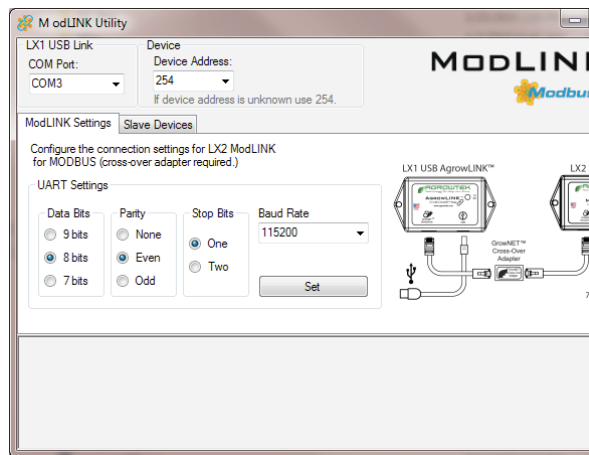 M odLINK Utility
LX1 USB Link
COM Port:
COM3
Device
Device Address:
254
If device address is unknown use 254.
MODLINK
Modbus
ModLINK Settings
Slave Devices
Configure the connection settings for LX2 ModLINK
for MODBUS (cross-over adapter required.)
UART Settings
Data Bits
9 bits
8 bits
7 bits
Parity
None
Even
Odd
Stop Bits
One
Two
Baud Rate
115200
Set
LX1 USB AgrowLINK™
LX2
AGROWTEK
AGROWLINK
GrowNET™
Cross-Over
Adapter
7